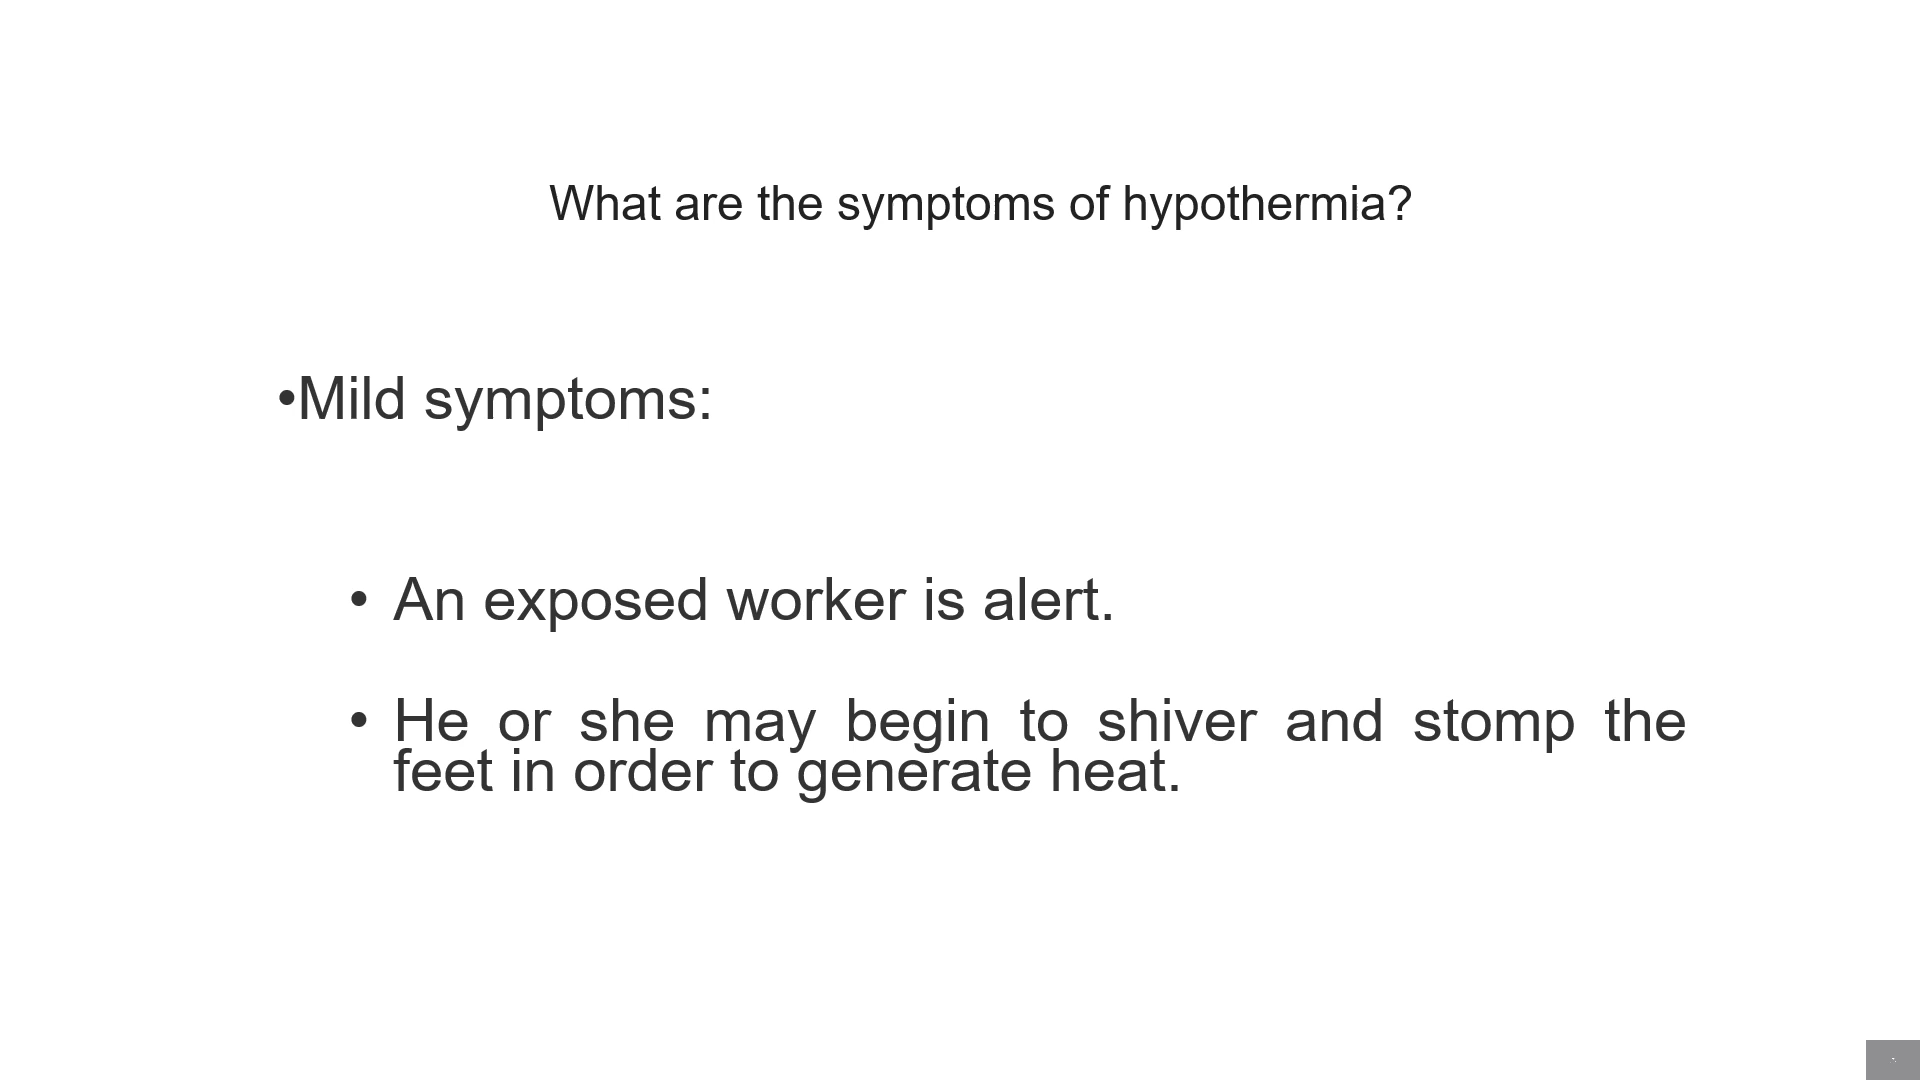 What are the symptoms of hypothermia?
•Mild symptoms:
• An exposed worker is alert.
• He or she may begin to shiver and stomp the
feet in order to generate heat.